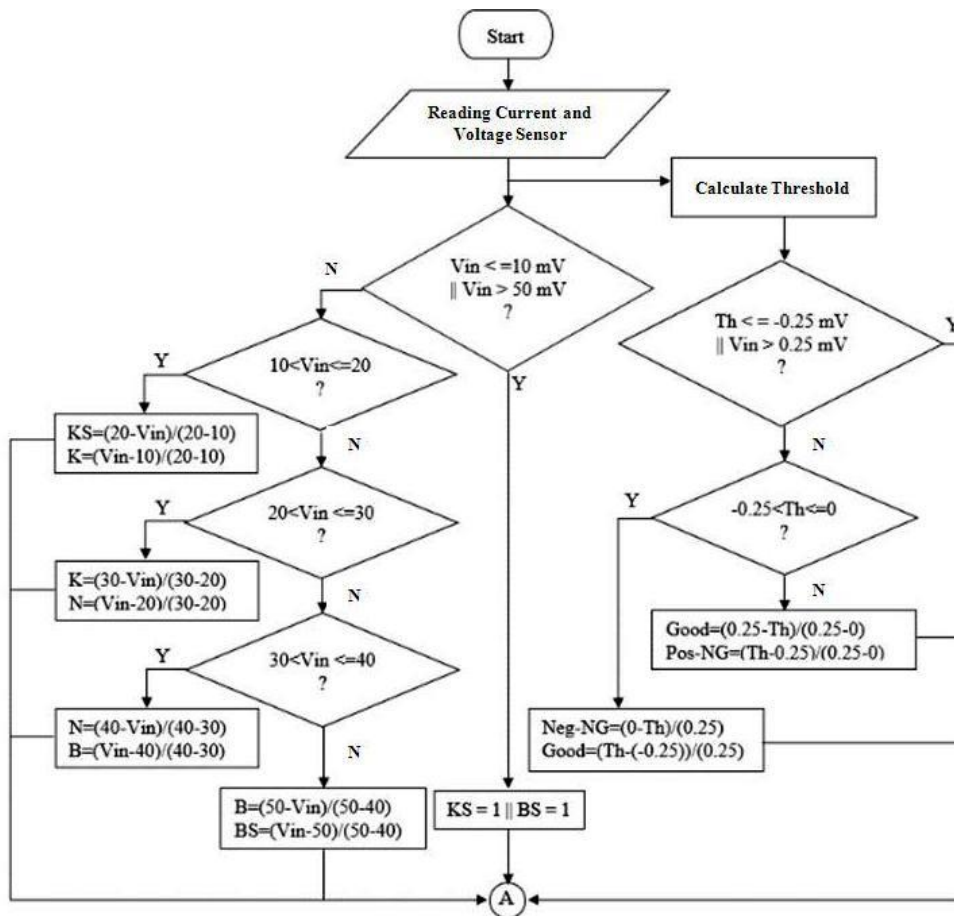 Start
Reading Current and
Voltage Sensor
Calculate Threshold
Vin <=10 mV
|| Vin > 50 mV
?
N
Y
Th <= -0.25 mV
|| Vin > 0.25 mV
?
Y
N
10<Vin<=20
?
Y
N
KS=(20-Vin)/(20-10)
K=(Vin-10)/(20-10)
20<Vin <=30
?
Y
N
K=(30-Vin)/(30-20)
N=(Vin-20)/(30-20)
30<Vin <=40
?
Y
N
N=(40-Vin)/(40-30)
B=(Vin-40)/(40-30)
B=(50-Vin)/(50-40)
BS=(Vin-50)/(50-40)
KS = 1 || BS = 1
-0.25<Th<=0
?
Y
N
Good=(0.25-Th)/(0.25-0)
Pos-NG=(Th-0.25)/(0.25-0)
Neg-NG=(0-Th)/(0.25)
Good=(Th-(-0.25))/(0.25)
A